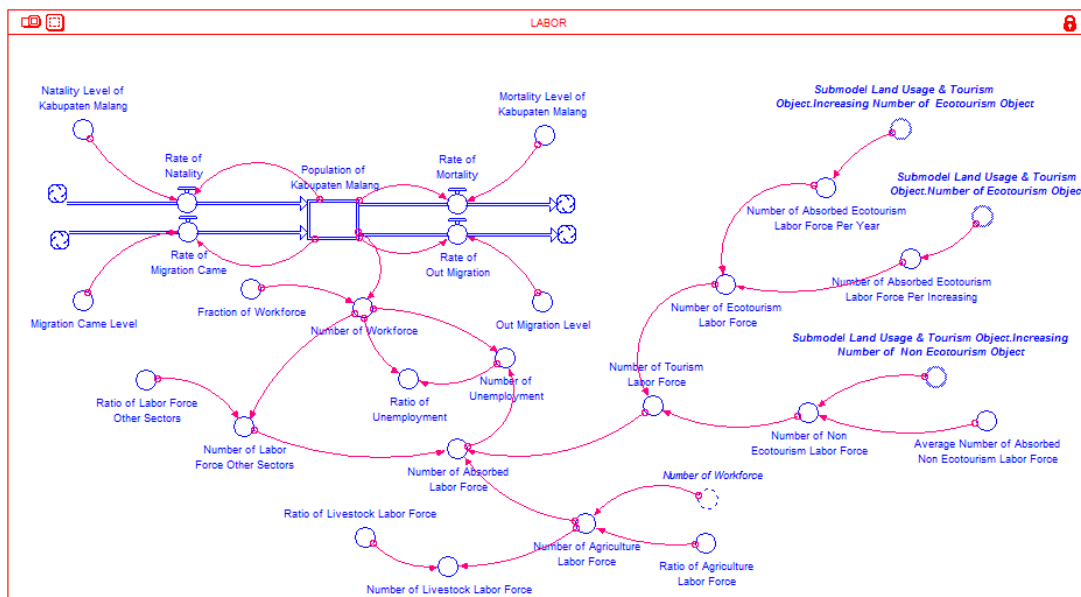 LABOR
Natality Level of
Kabupaten Malang
Mortality Level of
Kabupaten Malang
Submodel Land Usage & Tourism
Object.Increasing Number of Ecotourism Object
Rate of
Natality
Population of
Kabupaten Malang
Rate of
Mortality
Submodel Land Usage & Tourism
Object.Number of Ecotourism Objec
Number of Absorbed Ecotourism
Labor Force Per Year
Rate of
Migration Came
Rate of
Out Migration
Number of Absorbed Ecotourism
Labor Force Per Increasing
Migration Came Level
Fraction of Workforce
Number of Workforce
Out Migration Level
Number of Ecotourism
Labor Force
Submodel Land Usage & Tourism Object.Increasing
Number of Non Ecotourism Object
Number of Tourism
Labor Force
Number of
Unemployment
Ratio of
Unemployment
Ratio of Labor Force
Other Sectors
Number of Labor
Force Other Sectors
Number of Non
Ecotourism Labor Force
Average Number of Absorbed
Non Ecotourism Labor Force
Number of Absorbed
Labor Force
Number of Workforce
Ratio of Livestock Labor Force
Number of Agriculture
Labor Force
Ratio of Agriculture
Labor Force
Number of Livestock Labor Force